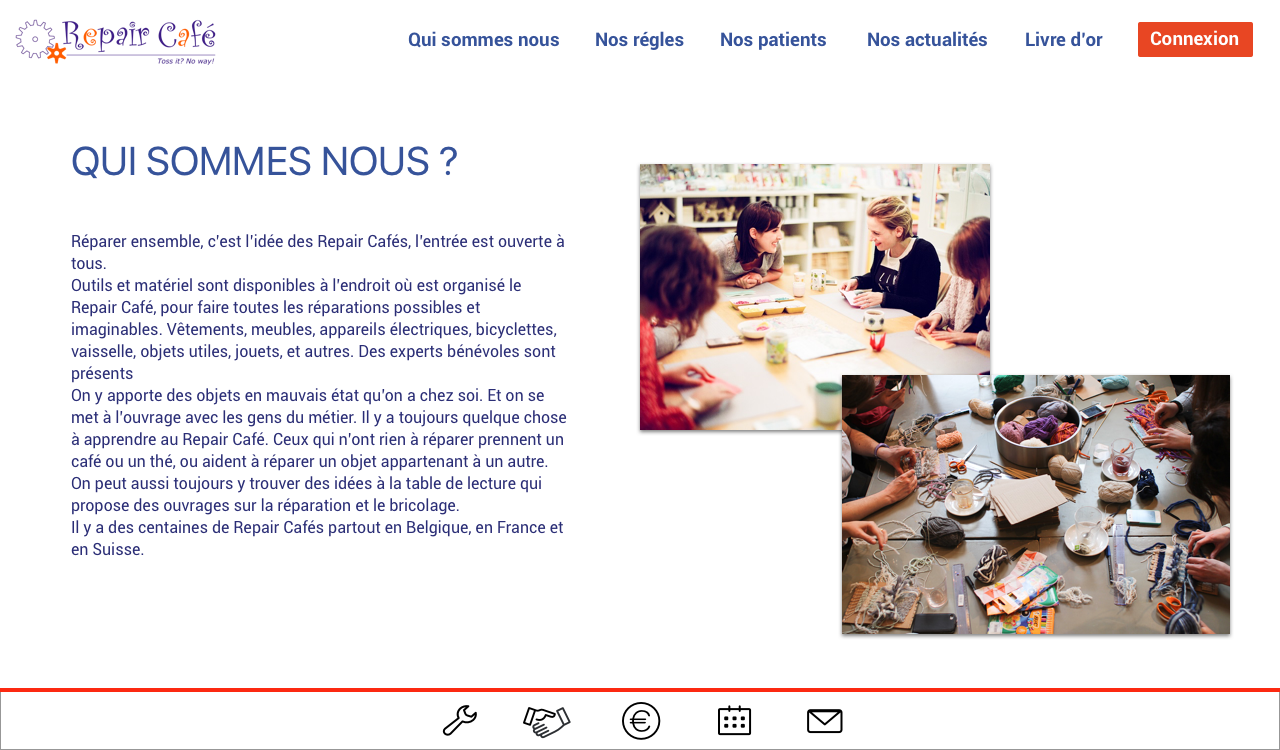 Repair Café
Toss it? No way!
Qui sommes nous
Nos régles
Nos patients
Nos actualités
Livre d'or
Connexion
QUI SOMMES NOUS ?
Réparer ensemble, c'est l'idée des Repair Cafés, l'entrée est ouverte à
tous.
Outils et matériel sont disponibles à l'endroit où est organisé le
Repair Café, pour faire toutes les réparations possibles et
imaginables. Vêtements, meubles, appareils électriques, bicyclettes,
vaisselle, objets utiles, jouets, et autres. Des experts bénévoles sont
présents
On y apporte des objets en mauvais état qu'on a chez soi. Et on se
met à l'ouvrage avec les gens du métier. Il y a toujours quelque chose
à apprendre au Repair Café. Ceux qui n'ont rien à réparer prennent un
café ou un thé, ou aident à réparer un objet appartenant à un autre.
On peut aussi toujours y trouver des idées à la table de lecture qui
propose des ouvrages sur la réparation et le bricolage.
Il y a des centaines de Repair Cafés partout en Belgique, en France et
en Suisse.